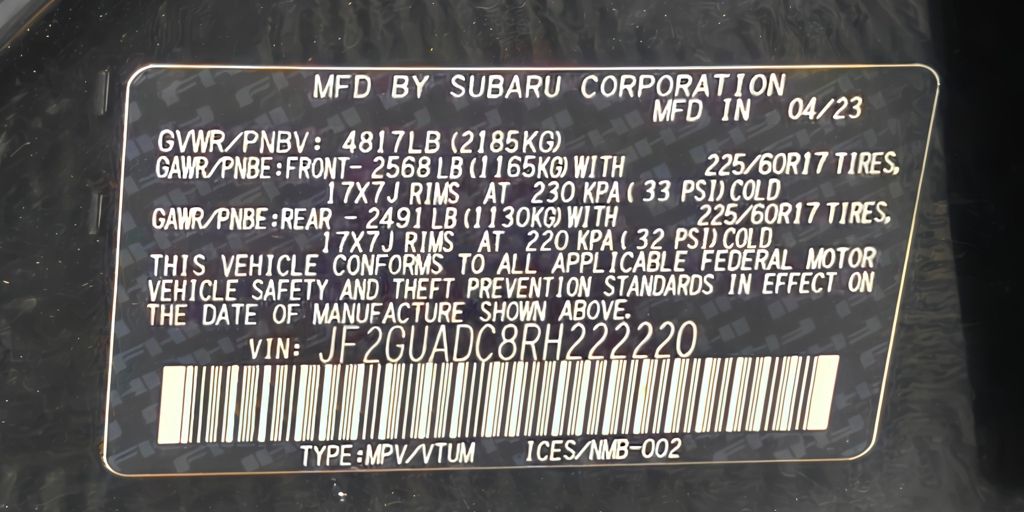 MFD BY SUBARU CORPORATION
MFD IN 04/23
GVWR/PNBV: 4817LB (2185KG)
GAWR/PNBE:FRONT- 2568 LB (1165KG) WITH 225/60R17 TIRES,
17X7J RIMS AT 230 KPA ( 33 PSI) COLD
GAWR/PNBE:REAR - 2491 LB (1130KG) WITH 225/60R17 TIRES,
17X7J RIMS AT 220 KPA ( 32 PSI) COLD
THIS VEHICLE CONFORMS TO ALL APPLICABLE FEDERAL MOTOR
VEHICLE SAFETY AND THEFT PREVENTION STANDARDS IN EFFECT ON
THE DATE OF MANUFACTURE SHOWN ABOVE.
VIN: JF2GUADC8RH222220
TYPE:MPV/VTUM ICES/NMB-002